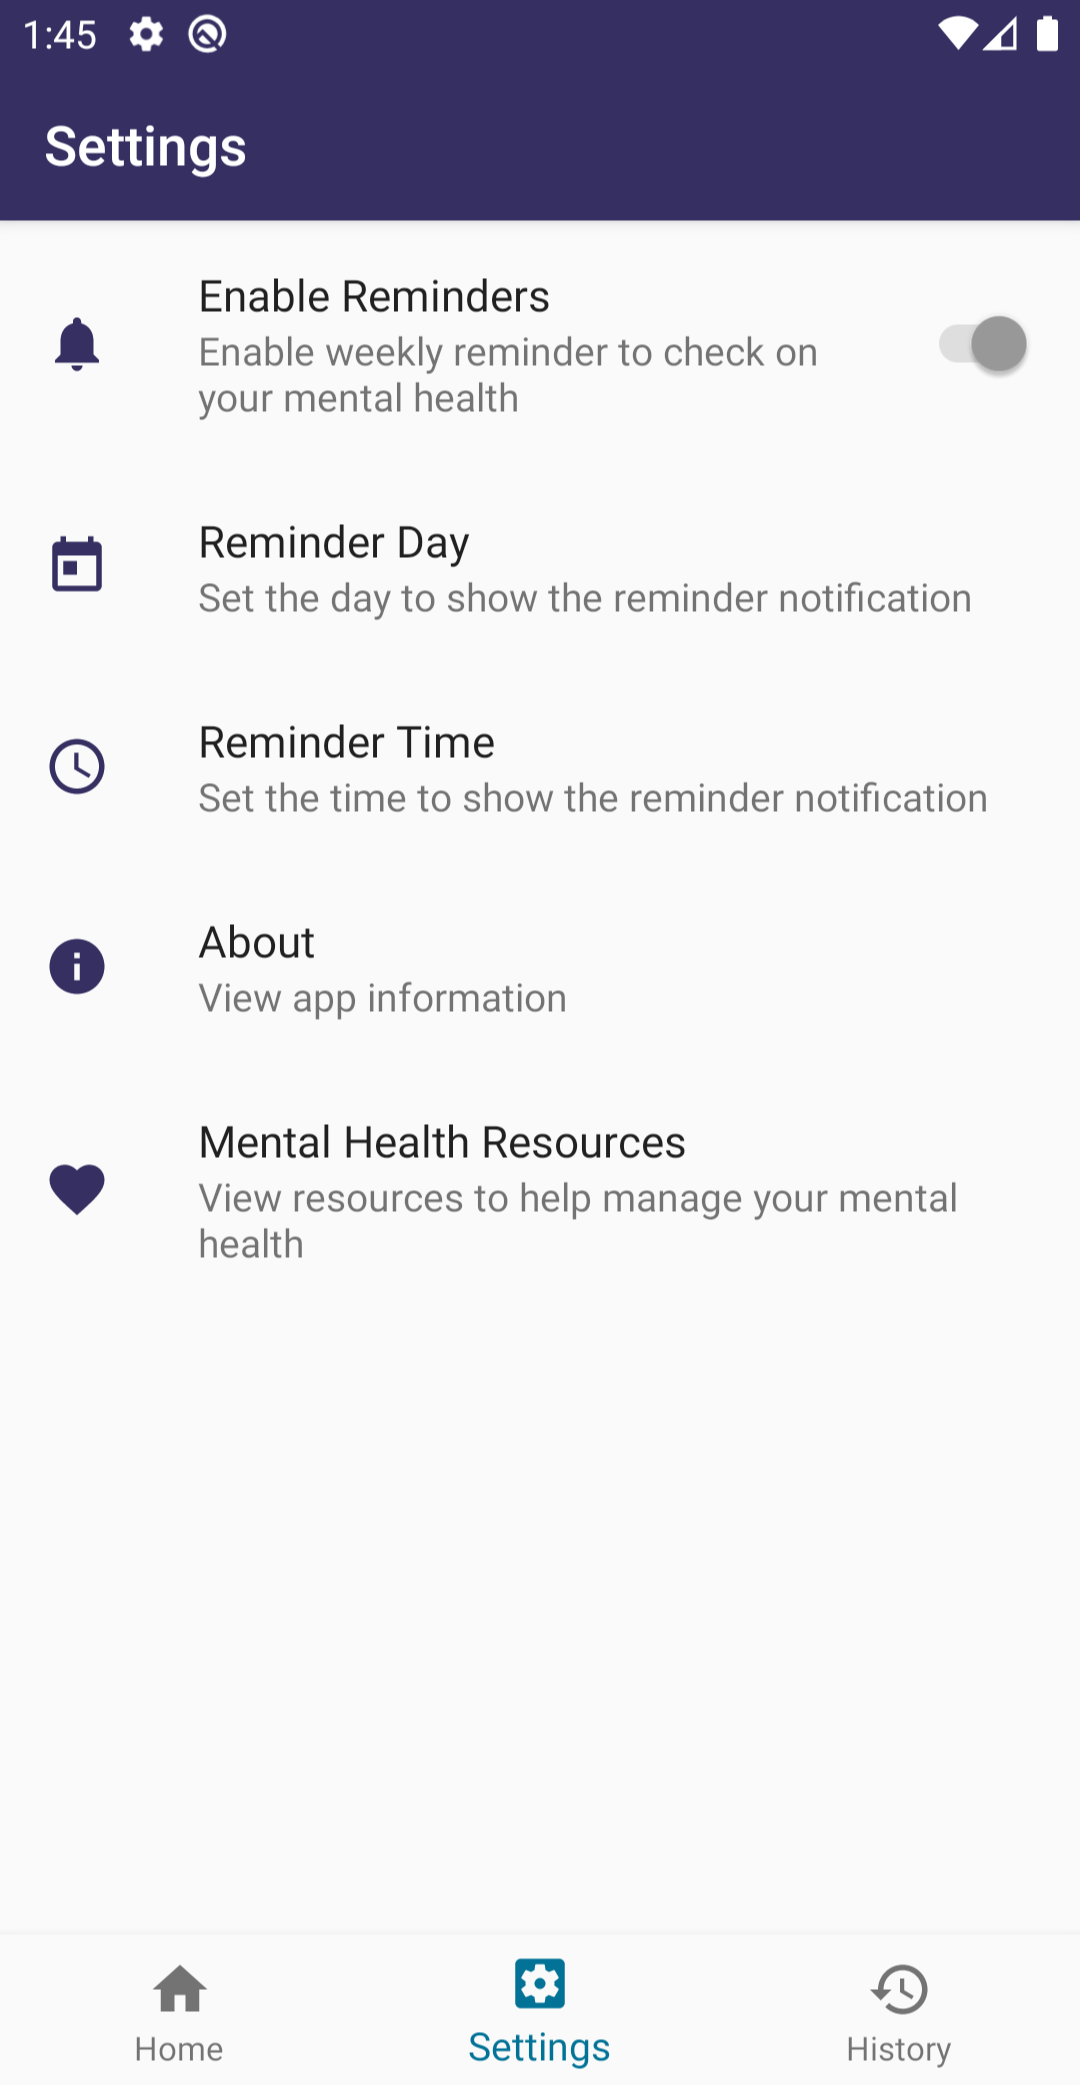 1:45
Settings
Enable Reminders
Enable weekly reminder to check on
your mental health
Reminder Day
Set the day to show the reminder notification
Reminder Time
Set the time to show the reminder notification
About
View app information
Mental Health Resources
View resources to help manage your mental
health
Home
Settings
History